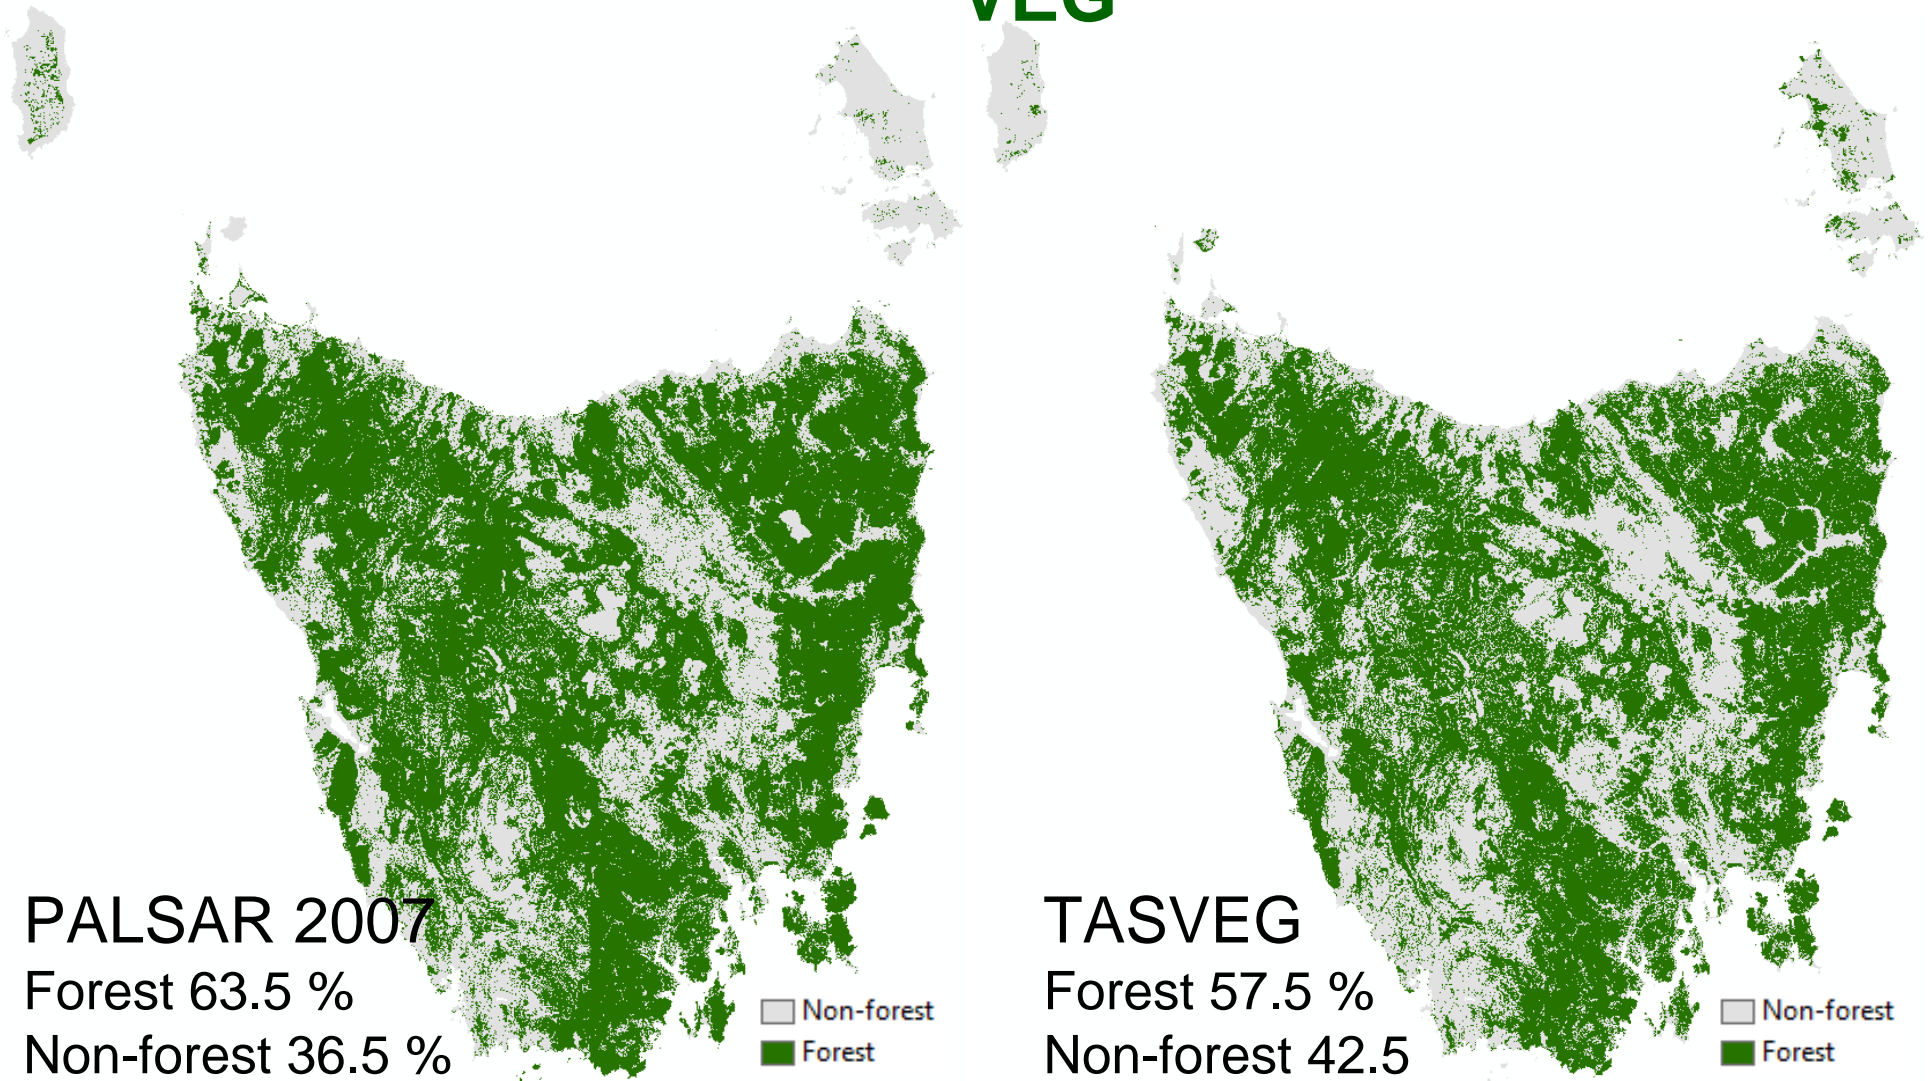 VEG
PALSAR 2007
Forest 63.5 %
Non-forest 36.5 %
Non-forest
Forest
TASVEG
Forest 57.5 %
Non-forest 42.5
Non-forest
Forest